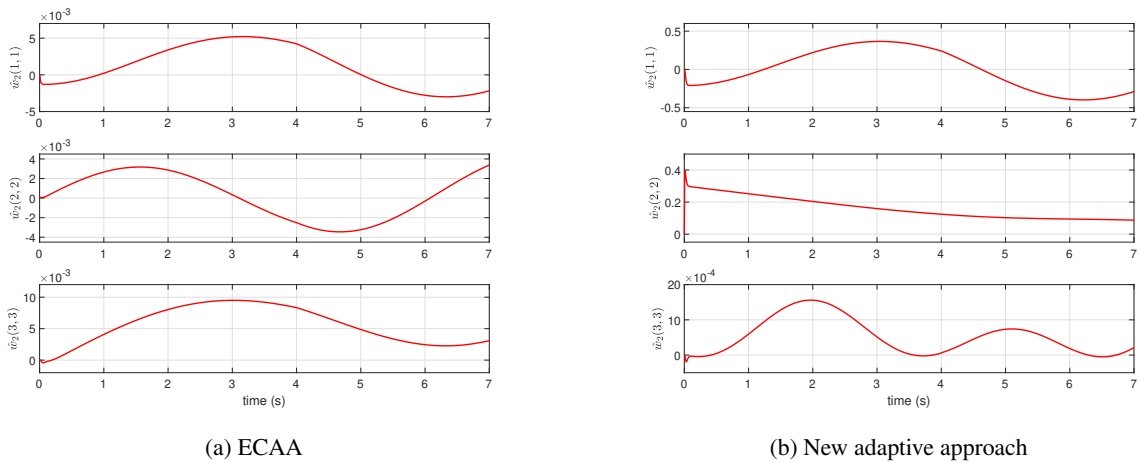 ×10⁻³
5
0
-5
ŵ₂(1, 1)
0 1 2 3 4 5 6 7
×10⁻³
4
2
0
-2
-4
ŵ₂(2, 2)
0 1 2 3 4 5 6 7
×10⁻³
10
5
0
ŵ₂(3, 3)
0 1 2 3 4 5 6 7
time (s)
(a) ECAA
0.5
0
-0.5
ŵ₂(1, 1)
0 1 2 3 4 5 6 7
0.4
0.2
0
ŵ₂(2, 2)
0 1 2 3 4 5 6 7
×10⁻⁴
20
10
0
ŵ₂(3, 3)
0 1 2 3 4 5 6 7
time (s)
(b) New adaptive approach